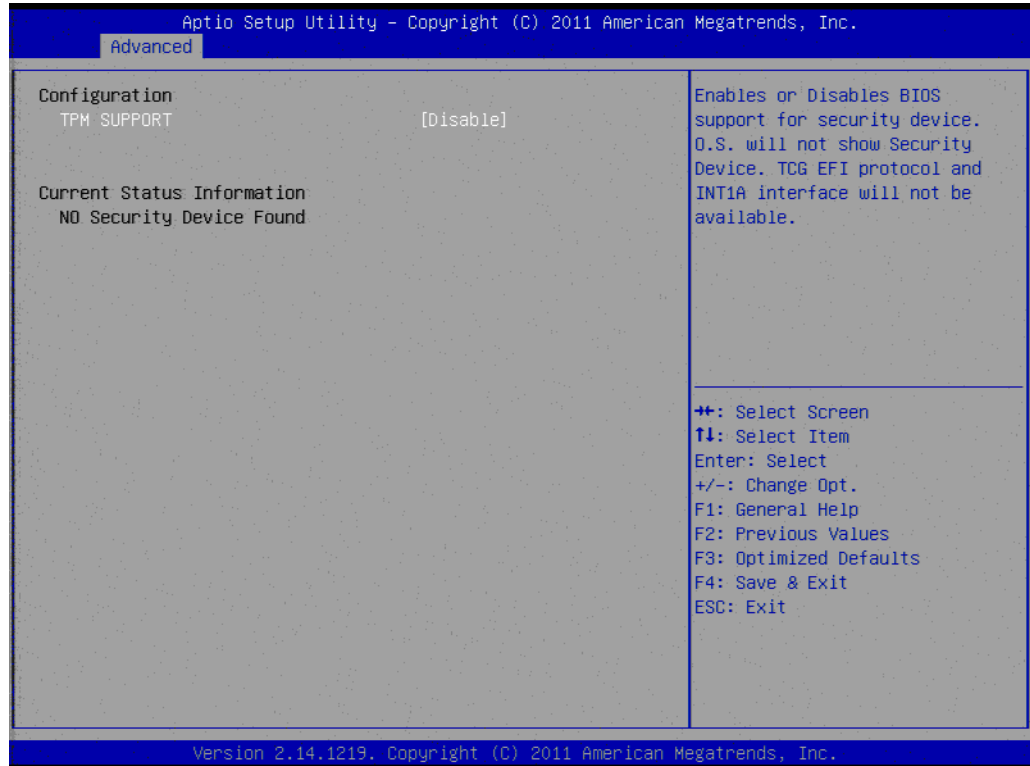 Aptio Setup Utility – Copyright (C) 2011 American Megatrends, Inc.
Advanced
Configuration
TPM SUPPORT [Disable]
Current Status Information
NO Security Device Found
Enables or Disables BIOS
support for security device.
O.S. will not show Security
Device. TCG EFI protocol and
INT1A interface will not be
available.
→←: Select Screen
↑↓: Select Item
Enter: Select
+/-: Change Opt.
F1: General Help
F2: Previous Values
F3: Optimized Defaults
F4: Save & Exit
ESC: Exit
Version 2.14.1219. Copyright (C) 2011 American Megatrends, Inc.